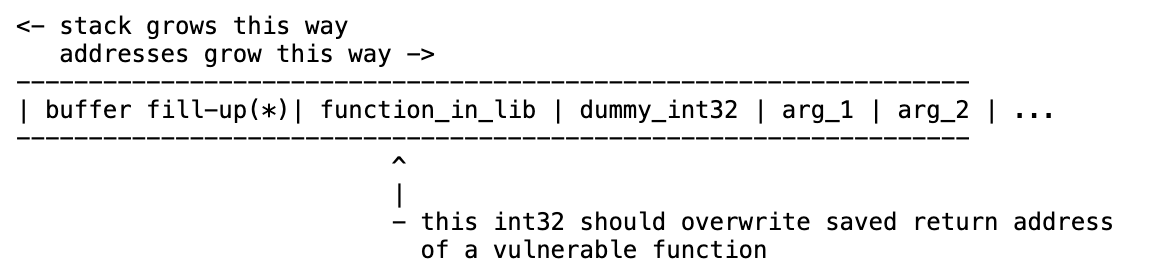 <- stack grows this way
   addresses grow this way ->
------------------------------------------------------------------
| buffer fill-up(*)| function_in_lib | dummy_int32 | arg_1 | arg_2 | ...
------------------------------------------------------------------
                          ^
                          |
                          - this int32 should overwrite saved return address
                            of a vulnerable function